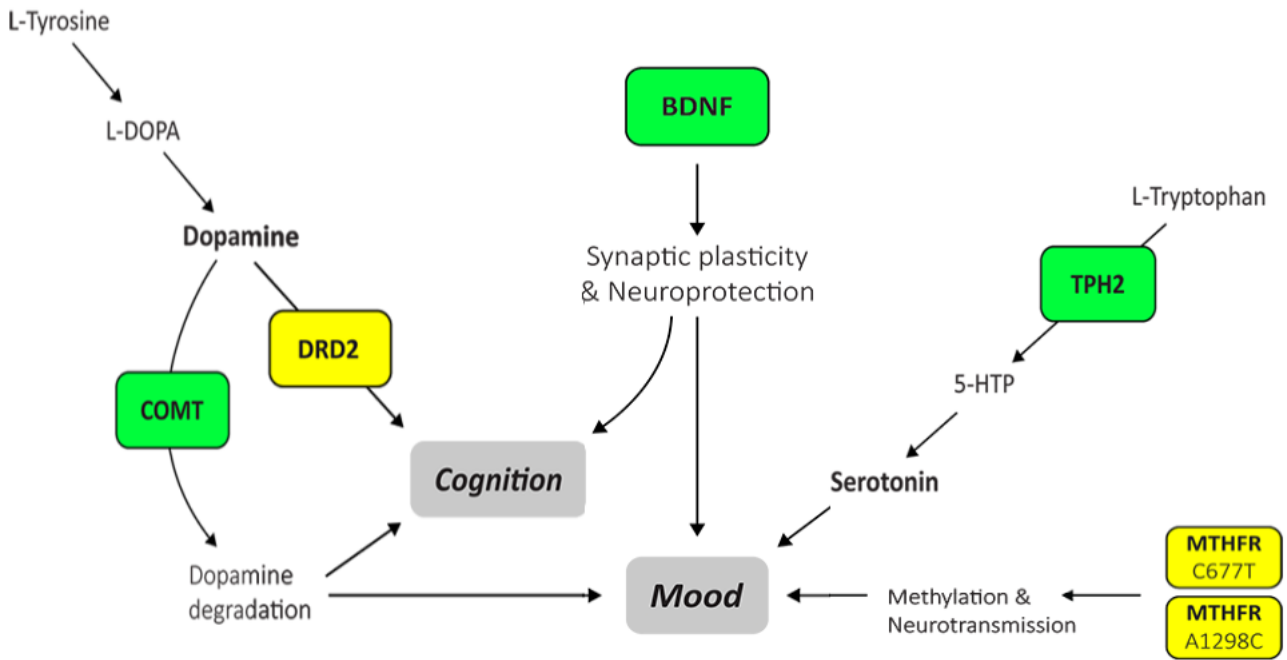 L-Tyrosine
L-DOPA
Dopamine
DRD2
COMT
Dopamine
degradation
Cognition
BDNF
Synaptic plasticity
& Neuroprotection
Mood
L-Tryptophan
TPH2
5-HTP
Serotonin
Methylation &
Neurotransmission
MTHFR
C677T
MTHFR
A1298C